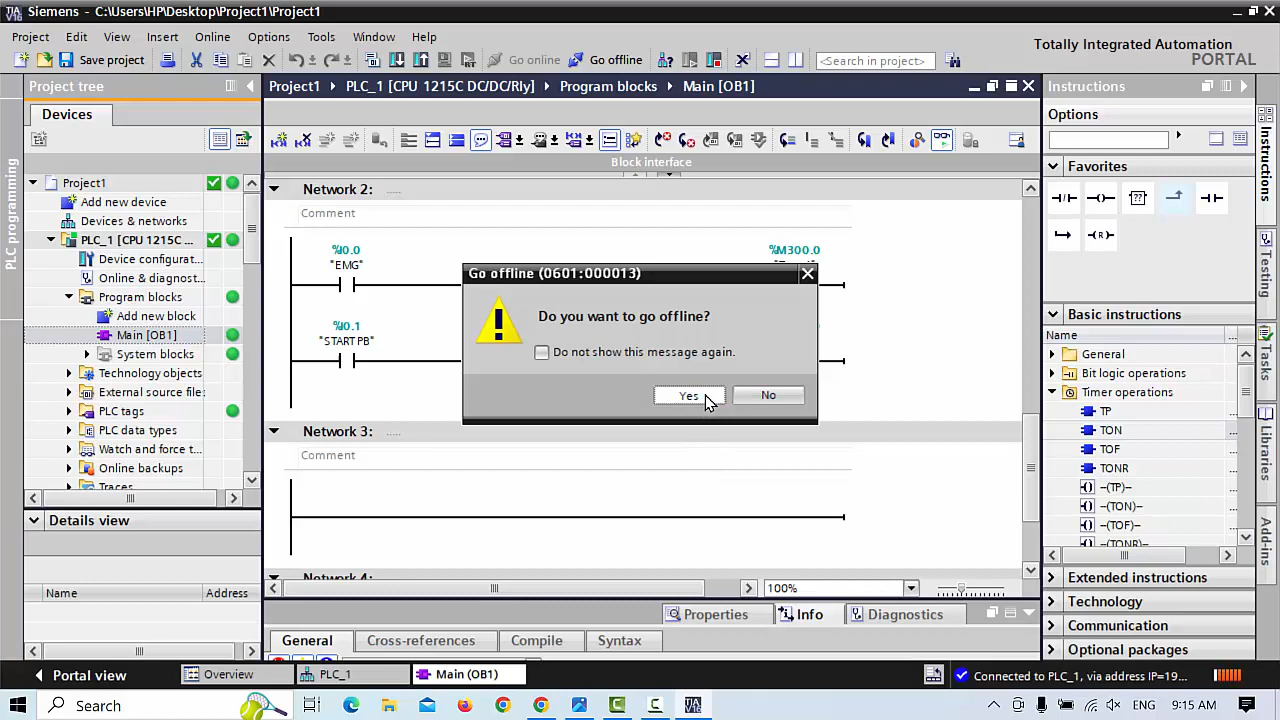 Siemens - C:\Users\HP\Desktop\Project1\Project1
Project Edit View Insert Online Options Tools Window Help
Totally Integrated Automation
PORTAL
Save project
Go online
Go offline
<Search in project>
Project tree
Project1 PLC_1 [CPU 1215C DC/DC/Rly] Program blocks Main [OB1]
Instructions
Devices
Options
PLC programming
Block interface
Project1
Add new device
Devices & networks
PLC_1 [CPU 1215C ...
Device configurat...
Online & diagnost...
Program blocks
Add new block
Main [OB1]
System blocks
Technology objects
External source file:
PLC tags
PLC data types
Watch and force t...
Online backups
Traces
Details view
Name Address
Network 2: .....
Comment
%I0.0
"EMG"
%M300.0
%I0.1
"START PB"
Go offline (0601:000013)
Do you want to go offline?
Do not show this message again.
Yes No
Network 3: .....
Comment
Network 4: .....
100%
Properties Info Diagnostics
General Cross-references Compile Syntax
Favorites
Basic instructions
Name
General
Bit logic operations
Timer operations
TP
TON
TOF
TONR
-(TP)-
-(TON)-
-(TOF)-
-(TONR)-
Extended instructions
Technology
Communication
Optional packages
Instructions
Testing
Tasks
Libraries
Add-ins
Portal view Overview PLC_1 Main (OB1)
Connected to PLC_1, via address IP=19...
Search
ENG 9:15 AM